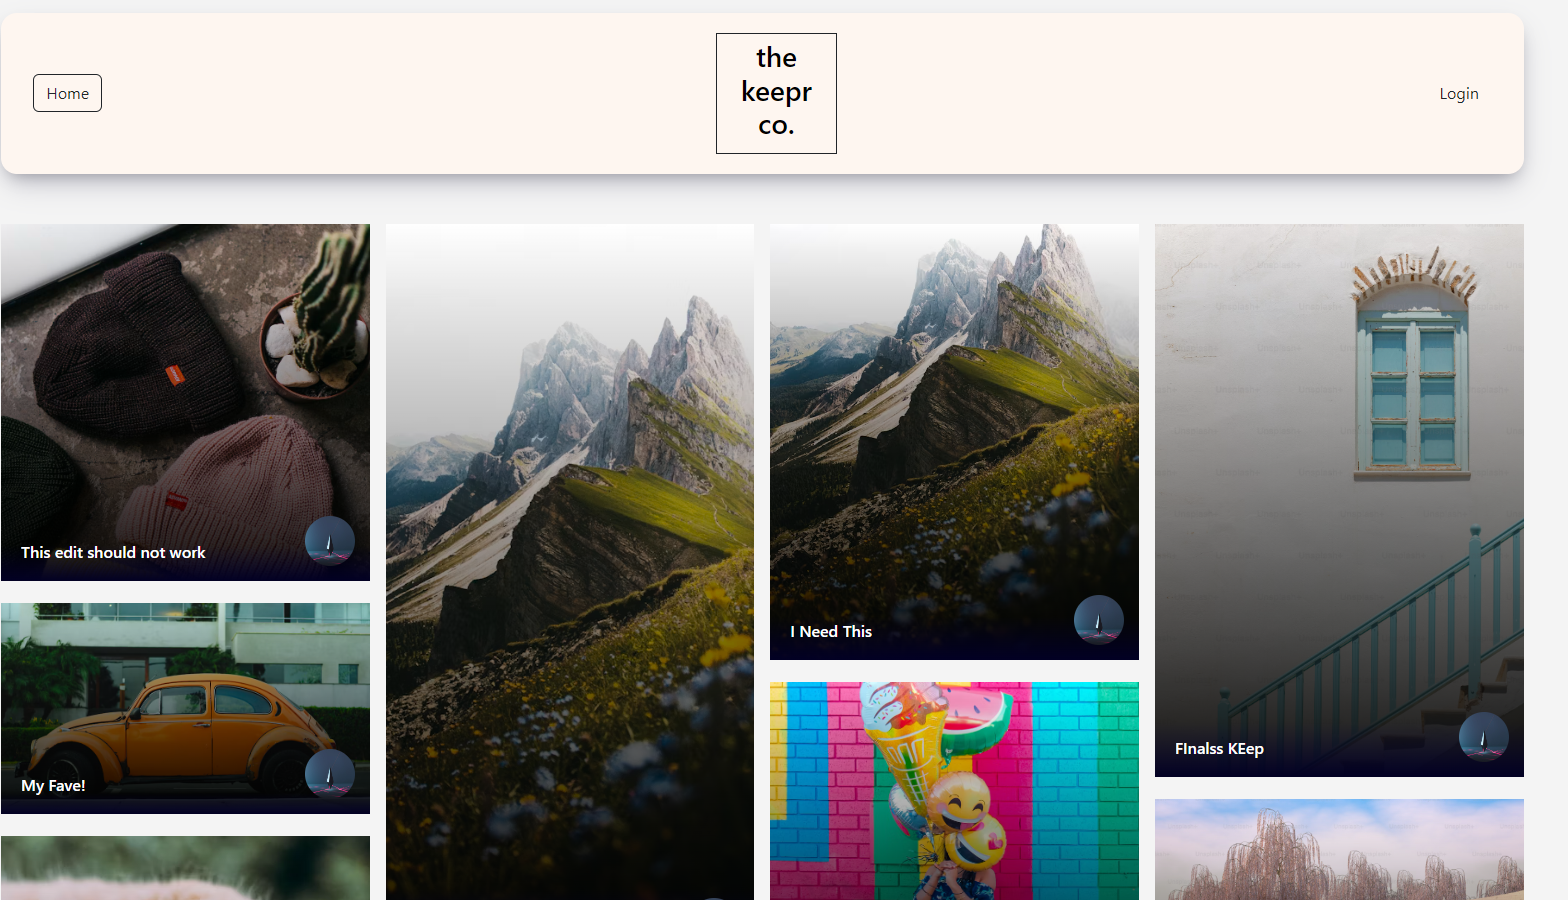 Home
the
keepr
co.
Login
This edit should not work
I Need This
FInalss KEep
My Fave!